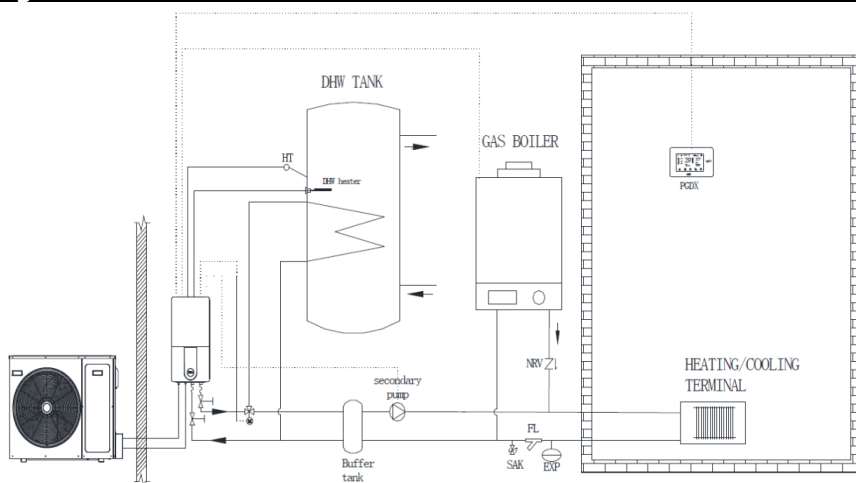 DHW TANK
GAS BOILER
HT
DHW heater
PGDX
NRV
HEATING/COOLING
TERMINAL
secondary
pump
FL
Buffer
tank
SAK
EXP